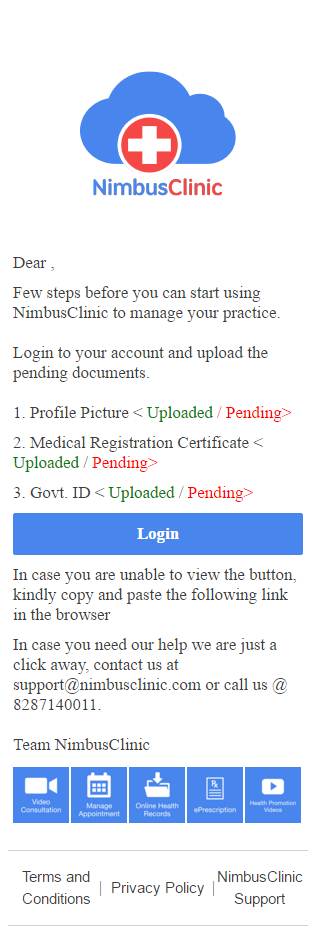 NimbusClinic
Dear ,
Few steps before you can start using
NimbusClinic to manage your practice.
Login to your account and upload the
pending documents.
1. Profile Picture < Uploaded / Pending>
2. Medical Registration Certificate <
Uploaded / Pending>
3. Govt. ID < Uploaded / Pending>
Login
In case you are unable to view the button,
kindly copy and paste the following link
in the browser
In case you need our help we are just a
click away, contact us at
support@nimbusclinic.com or call us @
8287140011.
Team NimbusClinic
Video
Consultation
Manage
Appointment
Online Health
Records
Rx
ePrescription
Health Promotion
Videos
Terms and
Conditions
| Privacy Policy |
NimbusClinic
Support